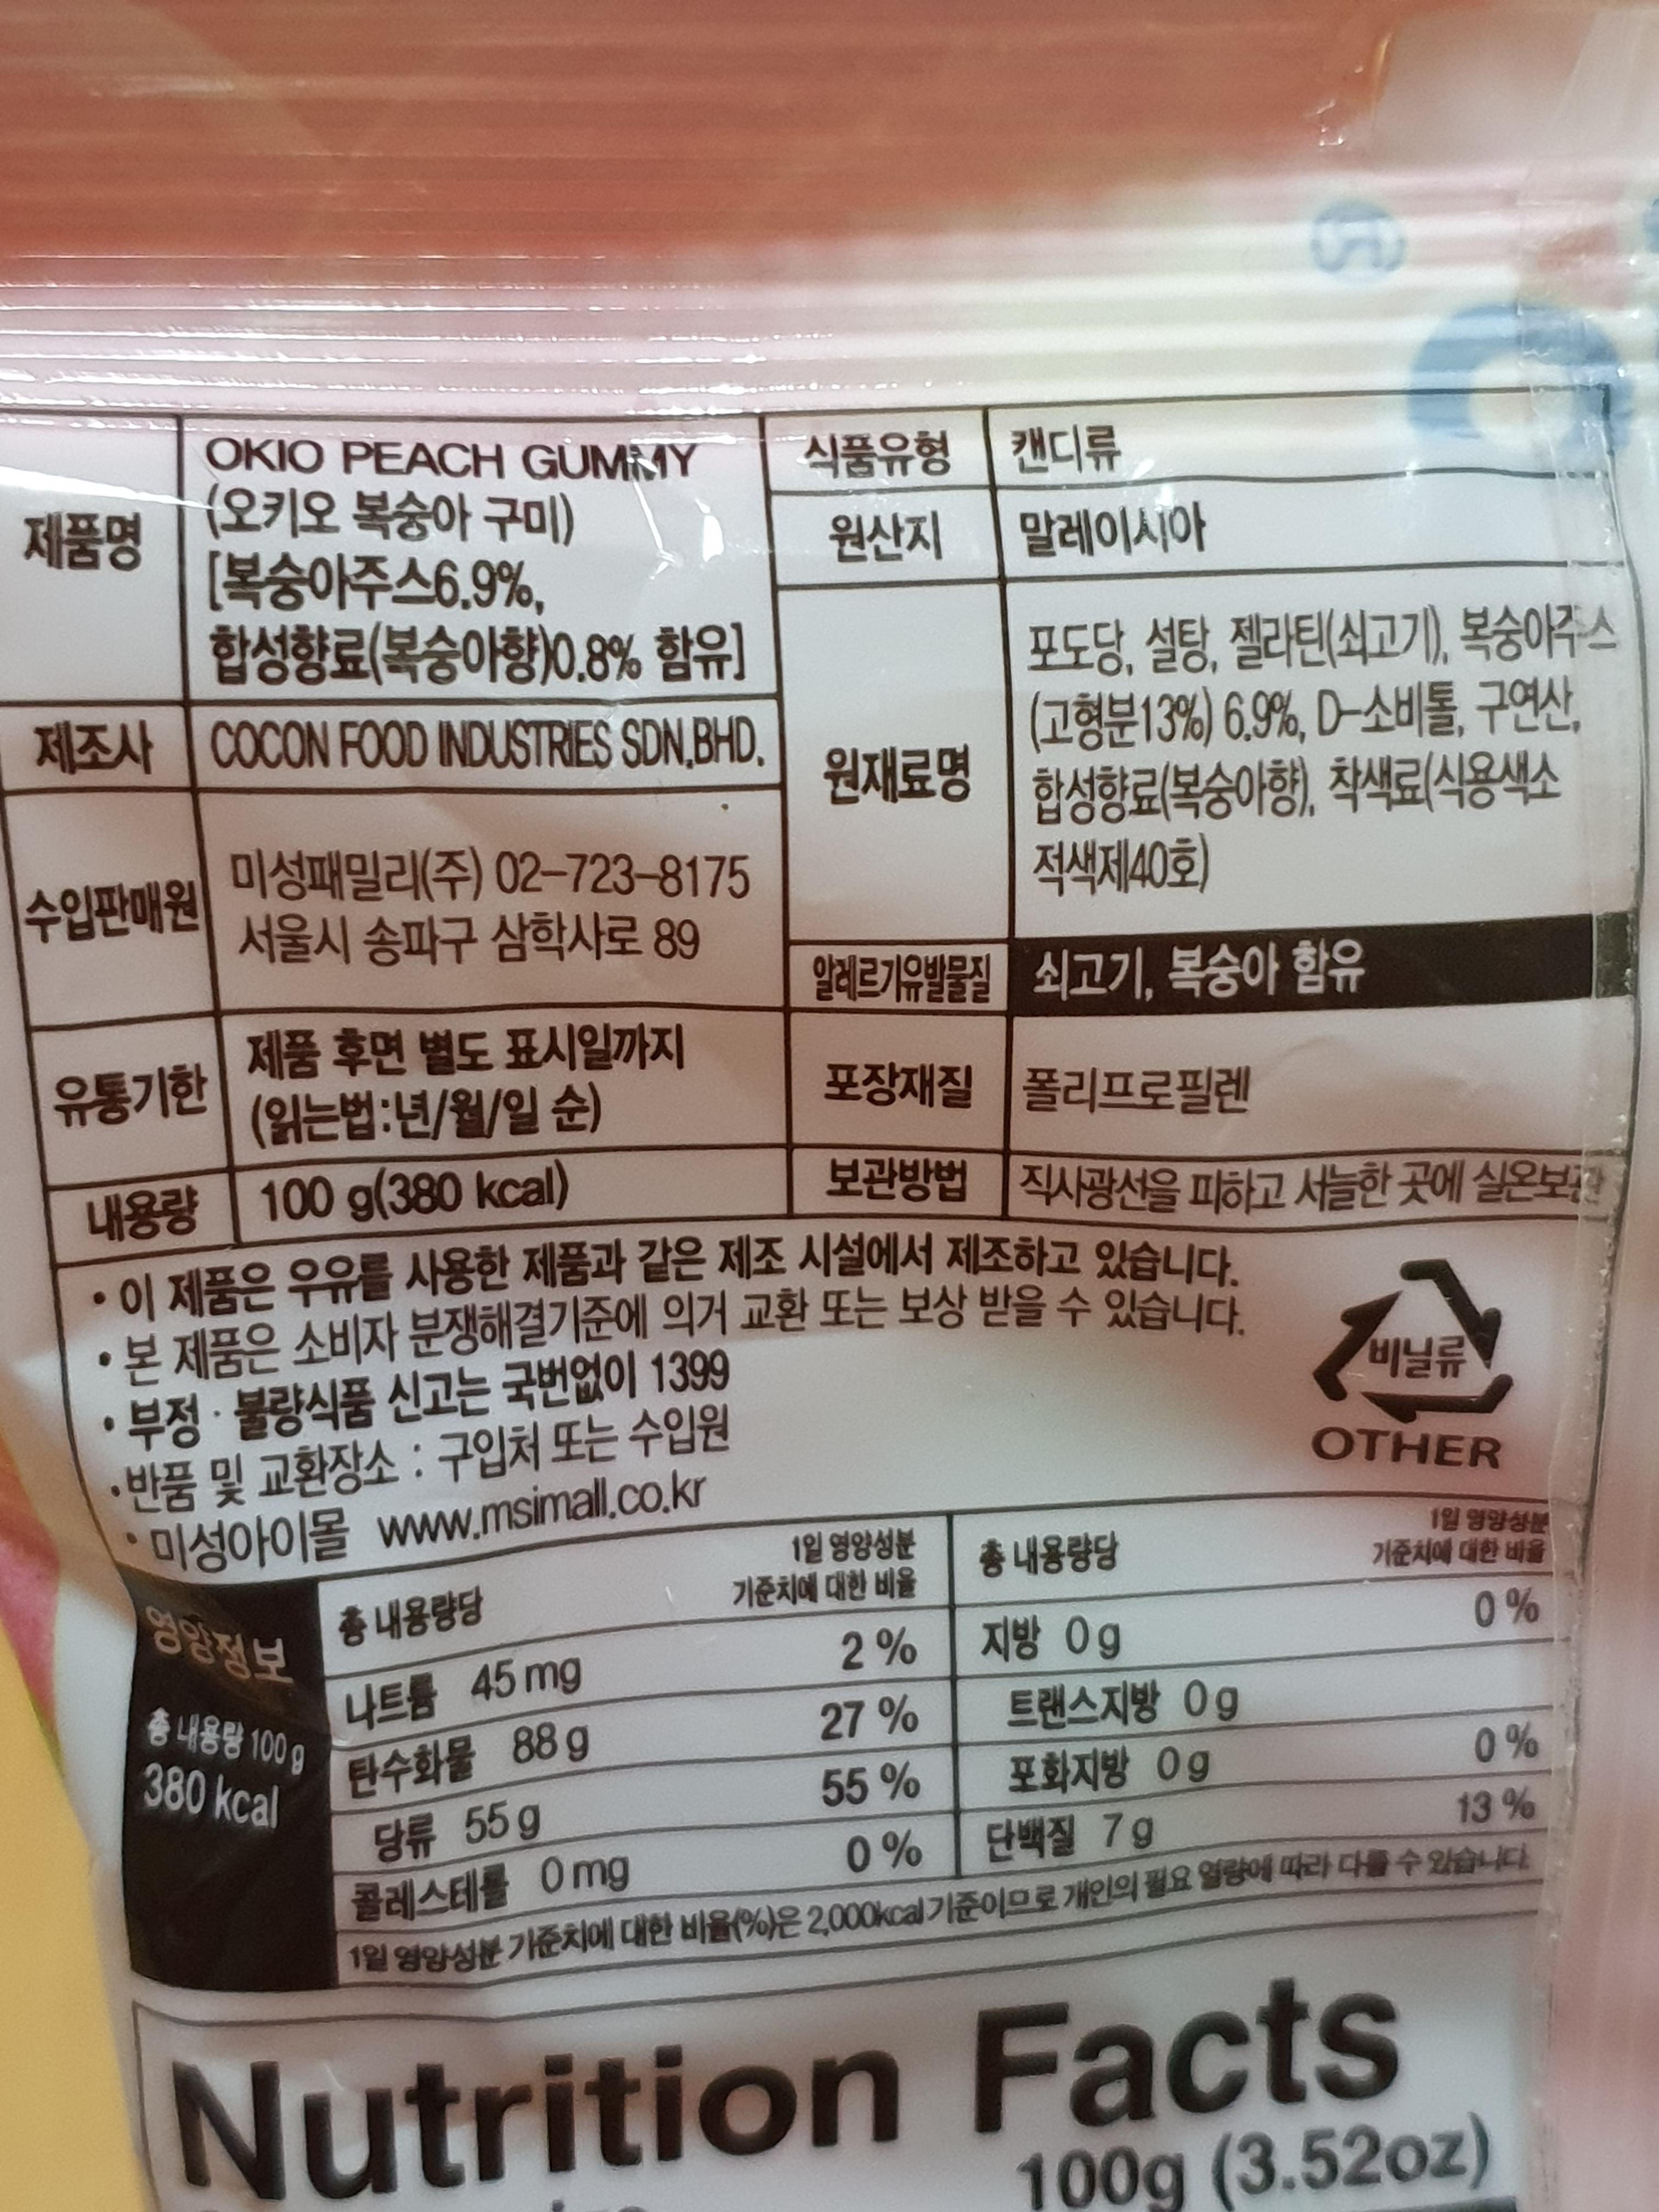 제품명
OKIO PEACH GUMMY
(오키오 복숭아 구미)
[복숭아주스6.9%,
합성향료(복숭아향)0.8% 함유]
제조사
COCON FOOD INDUSTRIES SDN.BHD.
수입판매원
미성패밀리(주) 02-723-8175
서울시 송파구 삼학사로 89
유통기한
제품 후면 별도 표시일까지
(읽는법:년/월/일 순)
내용량
100 g(380 kcal)
식품유형
캔디류
원산지
말레이시아
원재료명
포도당, 설탕, 젤라틴(쇠고기), 복숭아주스
(고형분13%) 6.9%, D-소비톨, 구연산,
합성향료(복숭아향), 착색료(식용색소
적색제40호)
알레르기유발물질
쇠고기, 복숭아 함유
포장재질
폴리프로필렌
보관방법
직사광선을 피하고 서늘한 곳에 실온보관
• 이 제품은 우유를 사용한 제품과 같은 제조 시설에서 제조하고 있습니다.
• 본 제품은 소비자 분쟁해결기준에 의거 교환 또는 보상 받을 수 있습니다.
• 부정 · 불량식품 신고는 국번없이 1399
• 반품 및 교환장소 : 구입처 또는 수입원
• 미성아이몰 www.msimall.co.kr
비닐류
OTHER
영양정보
총 내용량 100 g
380 kcal
총 내용량당
1일 영양성분
기준치에 대한 비율
나트륨 45 mg 2 %
탄수화물 88 g 27 %
당류 55 g 55 %
콜레스테롤 0 mg 0 %
총 내용량당
1일 영양성분
기준치에 대한 비율
지방 0 g 0 %
트랜스지방 0 g
포화지방 0 g 0 %
단백질 7 g 13 %
1일 영양성분 기준치에 대한 비율(%)은 2,000kcal 기준이므로 개인의 필요 열량에 따라 다를 수 있습니다.
Nutrition Facts
100g (3.52oz)